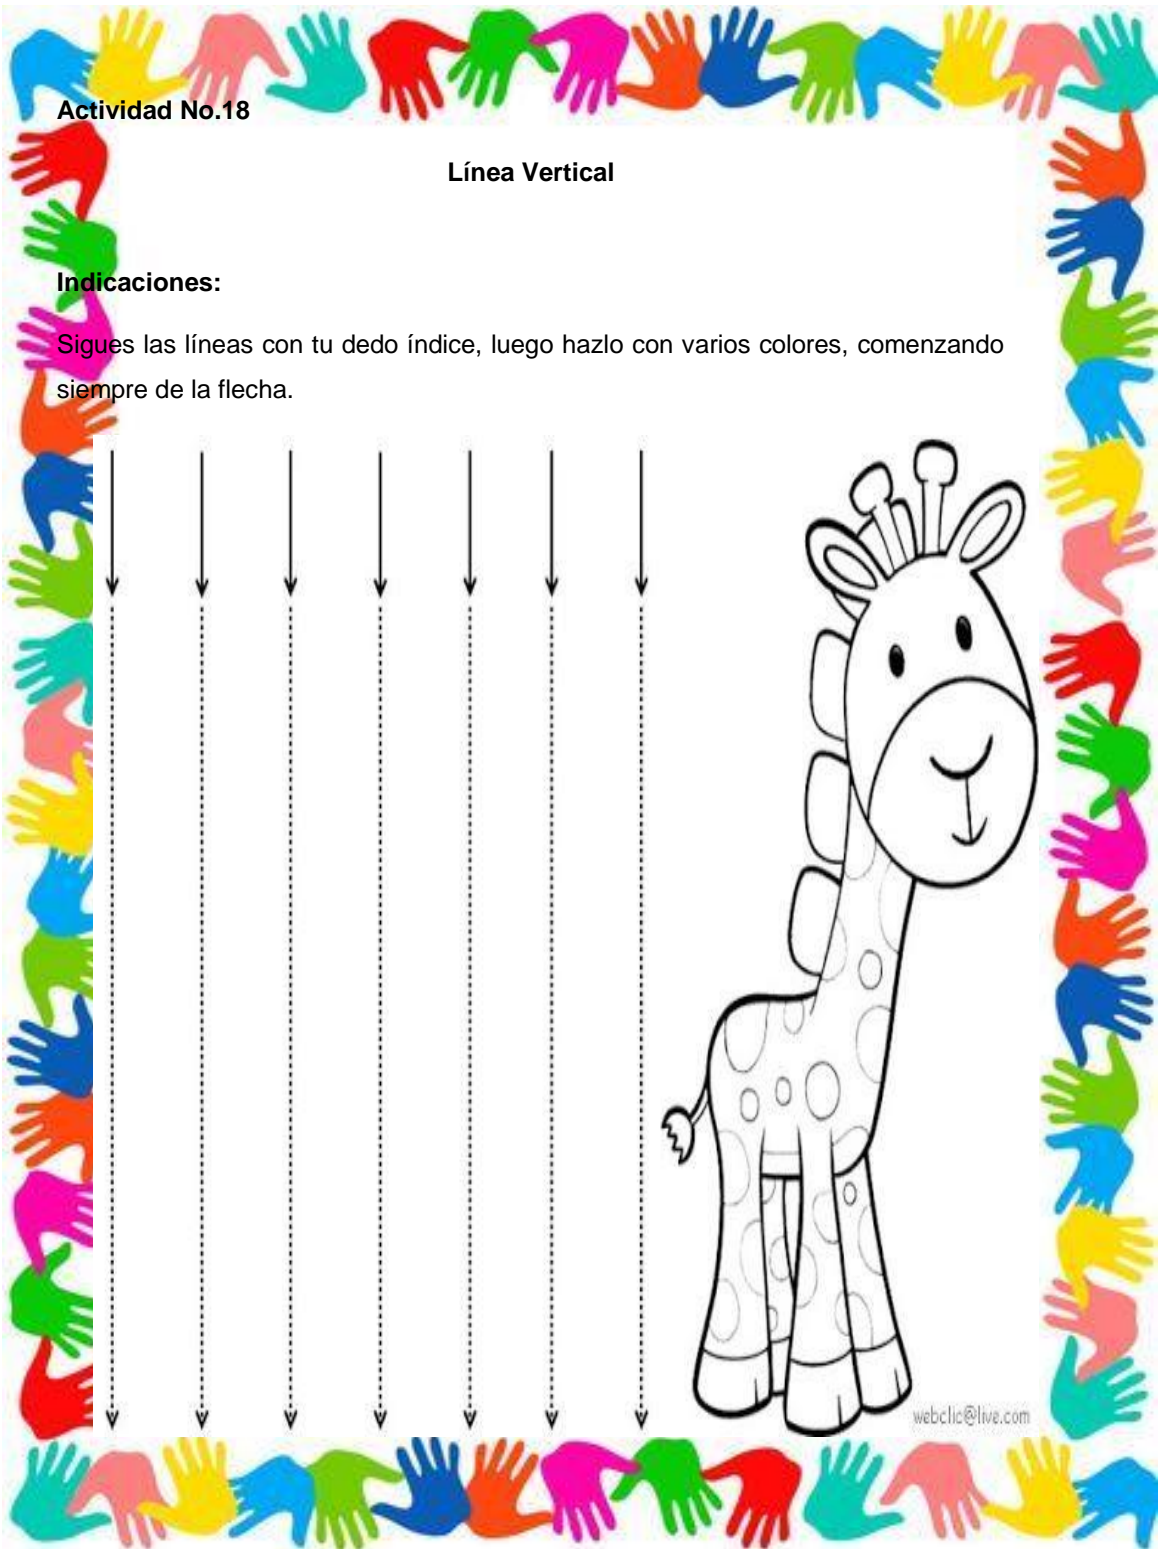 Actividad No.18
Línea Vertical
Indicaciones:
Sigues las líneas con tu dedo índice, luego hazlo con varios colores, comenzando
siempre de la flecha.
webclic@live.com